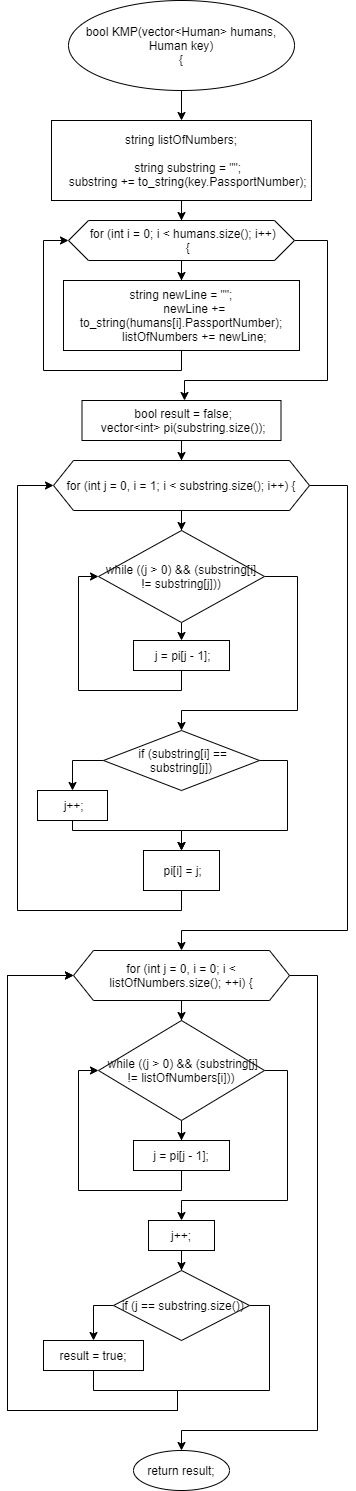 bool KMP(vector<Human> humans,
Human key)
{
string listOfNumbers;
string substring = "";
substring += to_string(key.PassportNumber);
for (int i = 0; i < humans.size(); i++)
{
string newLine = "";
newLine +=
to_string(humans[i].PassportNumber);
listOfNumbers += newLine;
bool result = false;
vector<int> pi(substring.size());
for (int j = 0, i = 1; i < substring.size(); i++) {
while ((j > 0) && (substring[i]
!= substring[j]))
j = pi[j - 1];
if (substring[i] ==
substring[j])
j++;
pi[i] = j;
for (int j = 0, i = 0; i <
listOfNumbers.size(); ++i) {
while ((j > 0) && (substring[j]
!= listOfNumbers[i]))
j = pi[j - 1];
j++;
if (j == substring.size())
result = true;
return result;